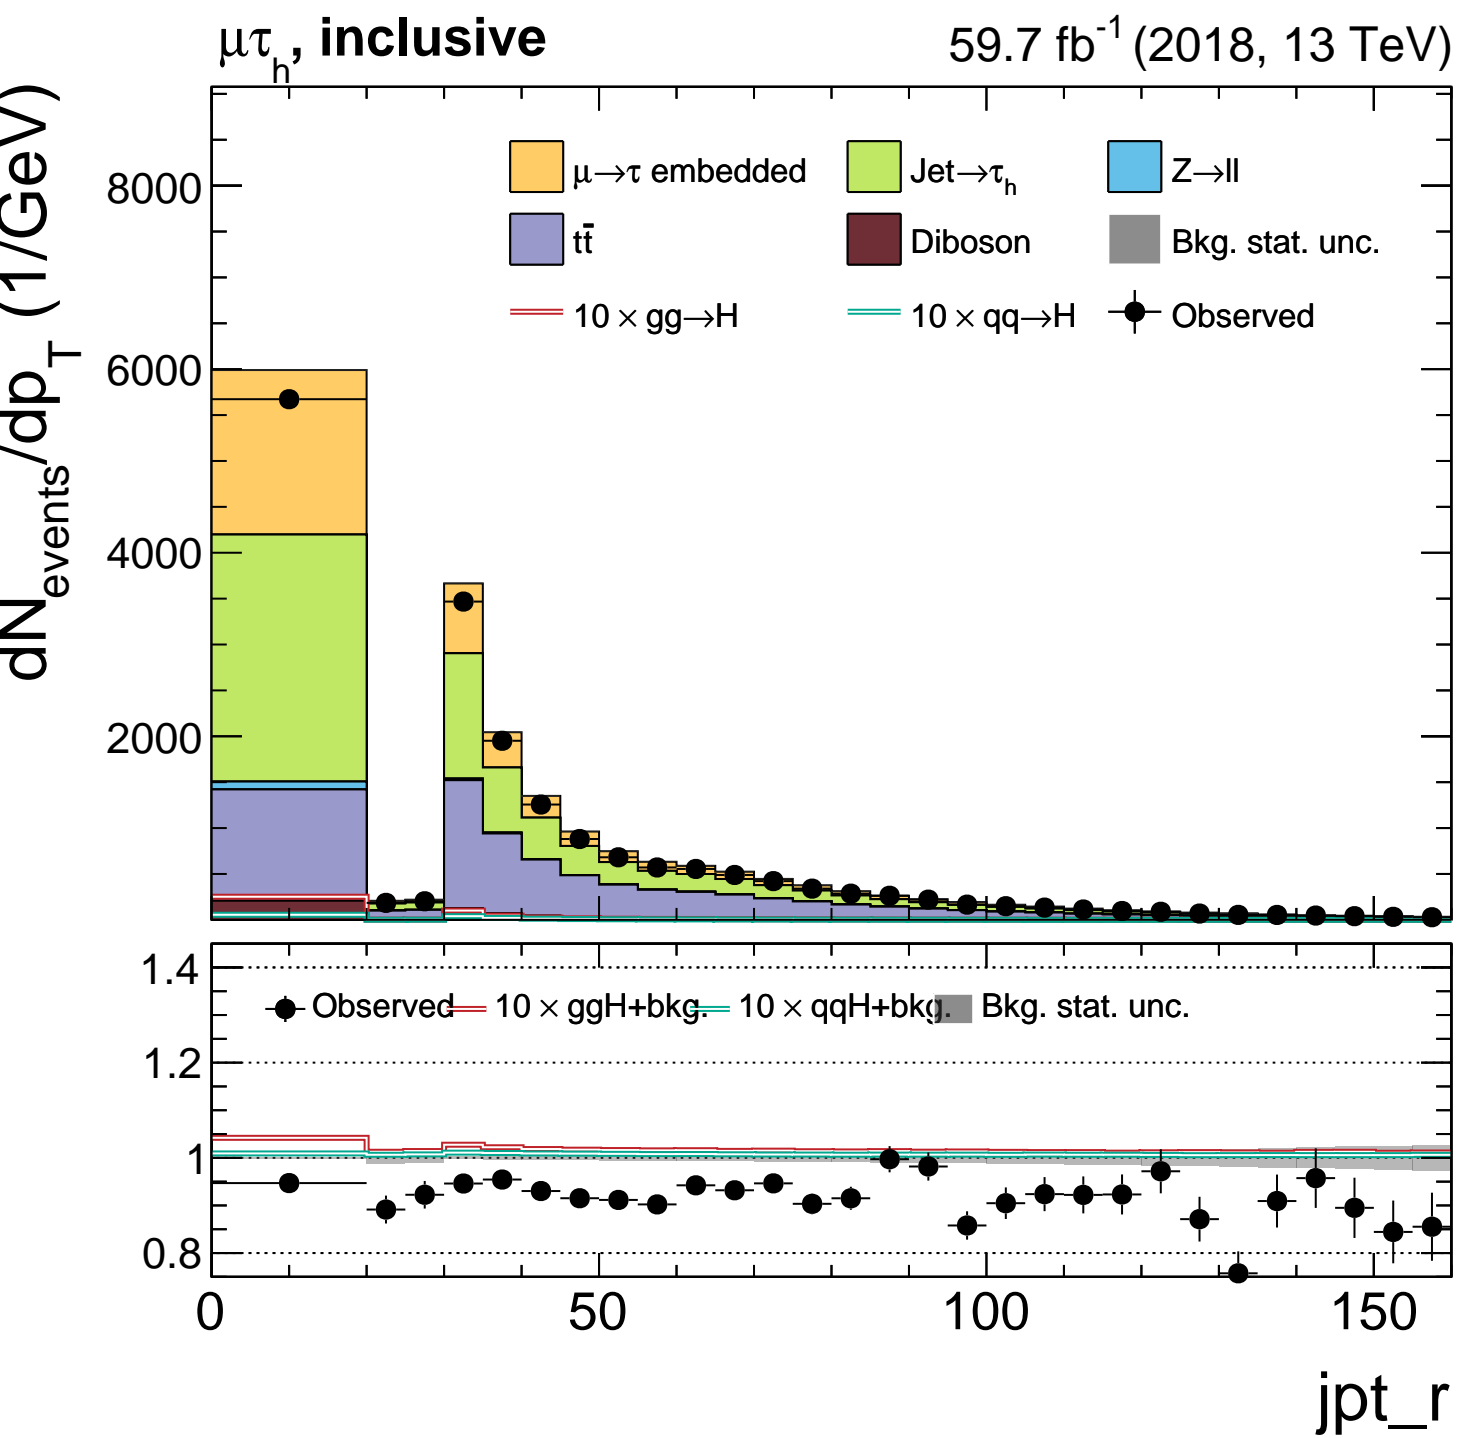 μτh, inclusive 59.7 fb-1 (2018, 13 TeV)
dNevents/dpT (1/GeV)
8000
6000
4000
2000
μ→τ embedded Jet→τh Z→ll
tt̄ Diboson Bkg. stat. unc.
10 × gg→H 10 × qq→H Observed
1.4
1.2
1
0.8
Observed 10 × ggH+bkg. 10 × qqH+bkg. Bkg. stat. unc.
0 50 100 150
jpt_r